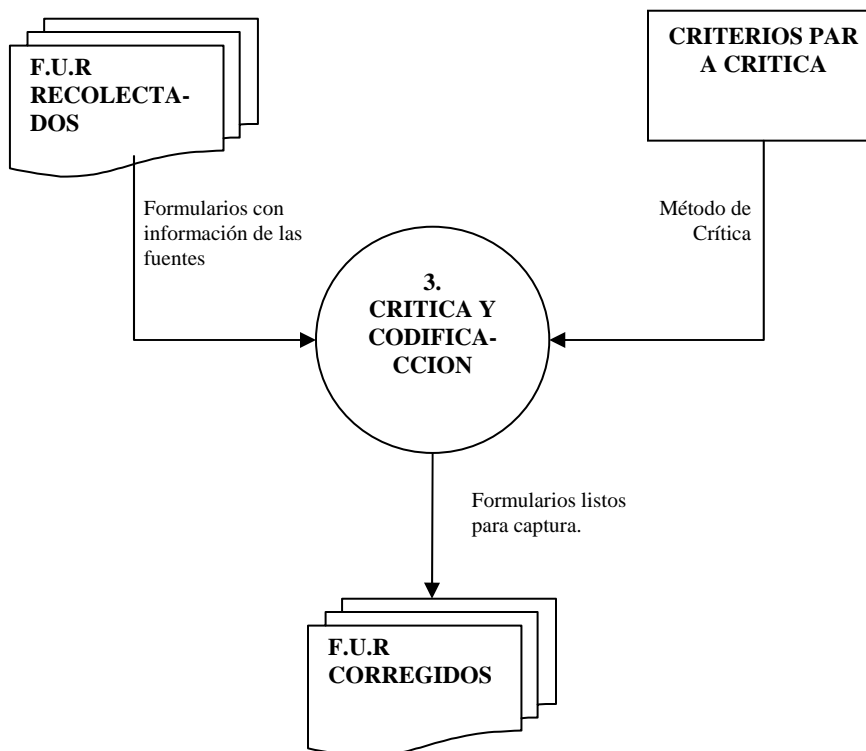 F.U.R
RECOLECTA-
DOS
CRITERIOS PAR
A CRITICA
Formularios con
información de las
fuentes
Método de
Crítica
3.
CRITICA Y
CODIFICA-
CCION
Formularios listos
para captura.
F.U.R
CORREGIDOS